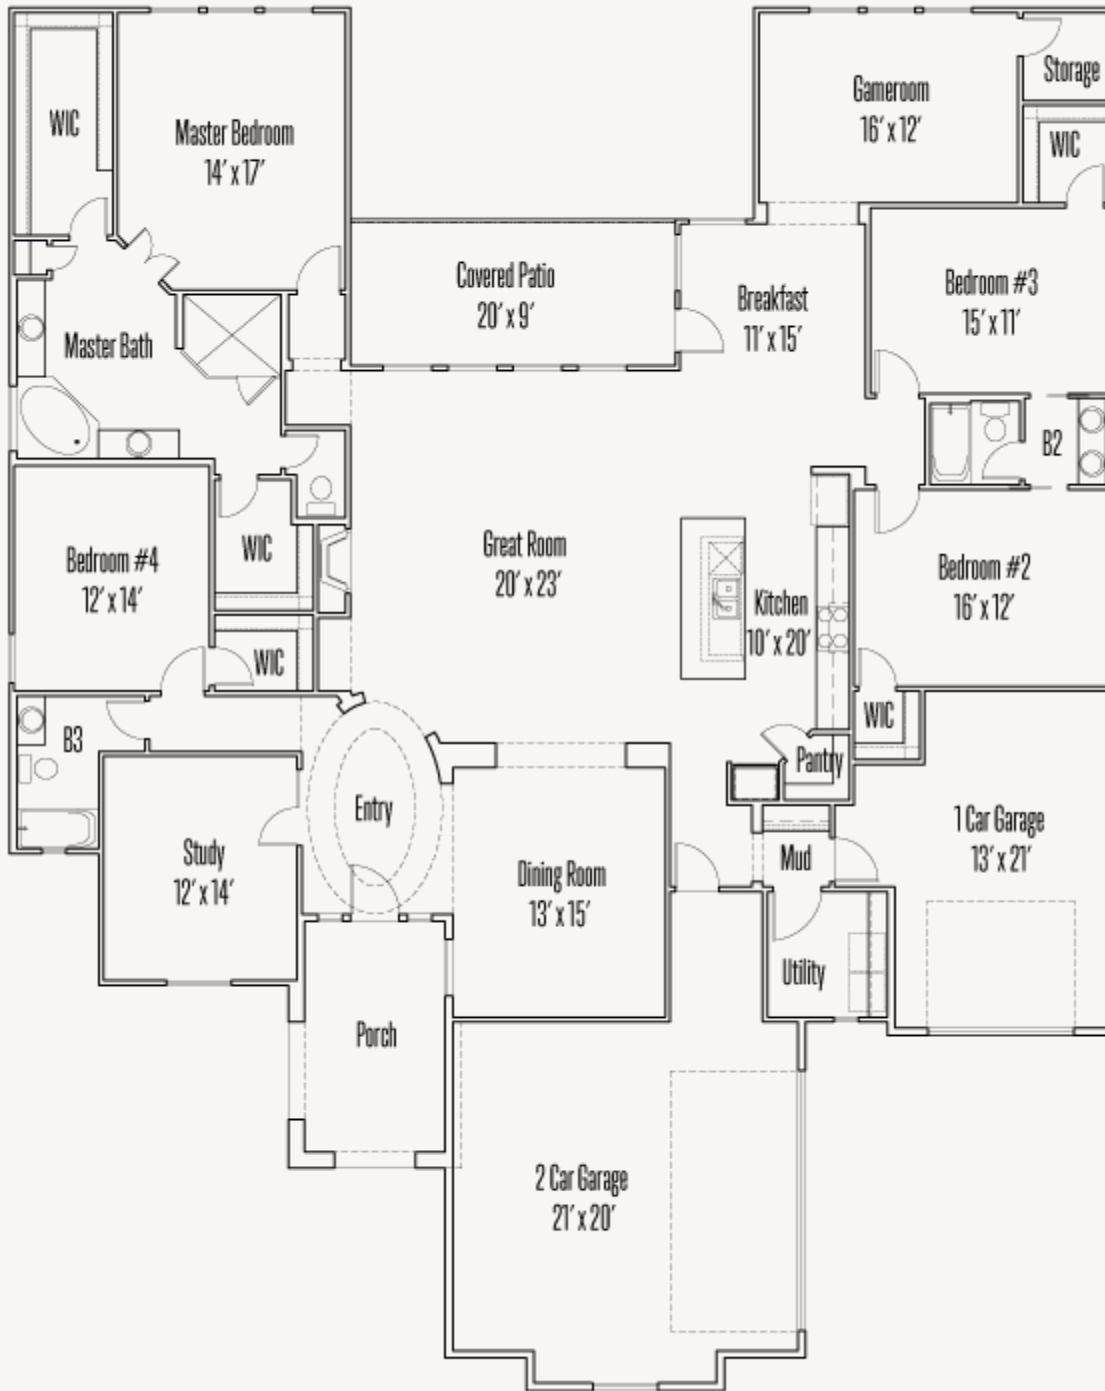 Storage
Gameroom
16' x 12'
WIC
Master Bedroom
14' x 17'
WIC
Covered Patio
20' x 9'
Breakfast
11' x 15'
Bedroom #3
15' x 11'
Master Bath
B2
Bedroom #4
12' x 14'
WIC
Great Room
20' x 23'
Kitchen
10' x 20'
Bedroom #2
16' x 12'
WIC
WIC
B3
Pantry
Entry
Study
12' x 14'
Dining Room
13' x 15'
Mud
1 Car Garage
13' x 21'
Utility
Porch
2 Car Garage
21' x 20'